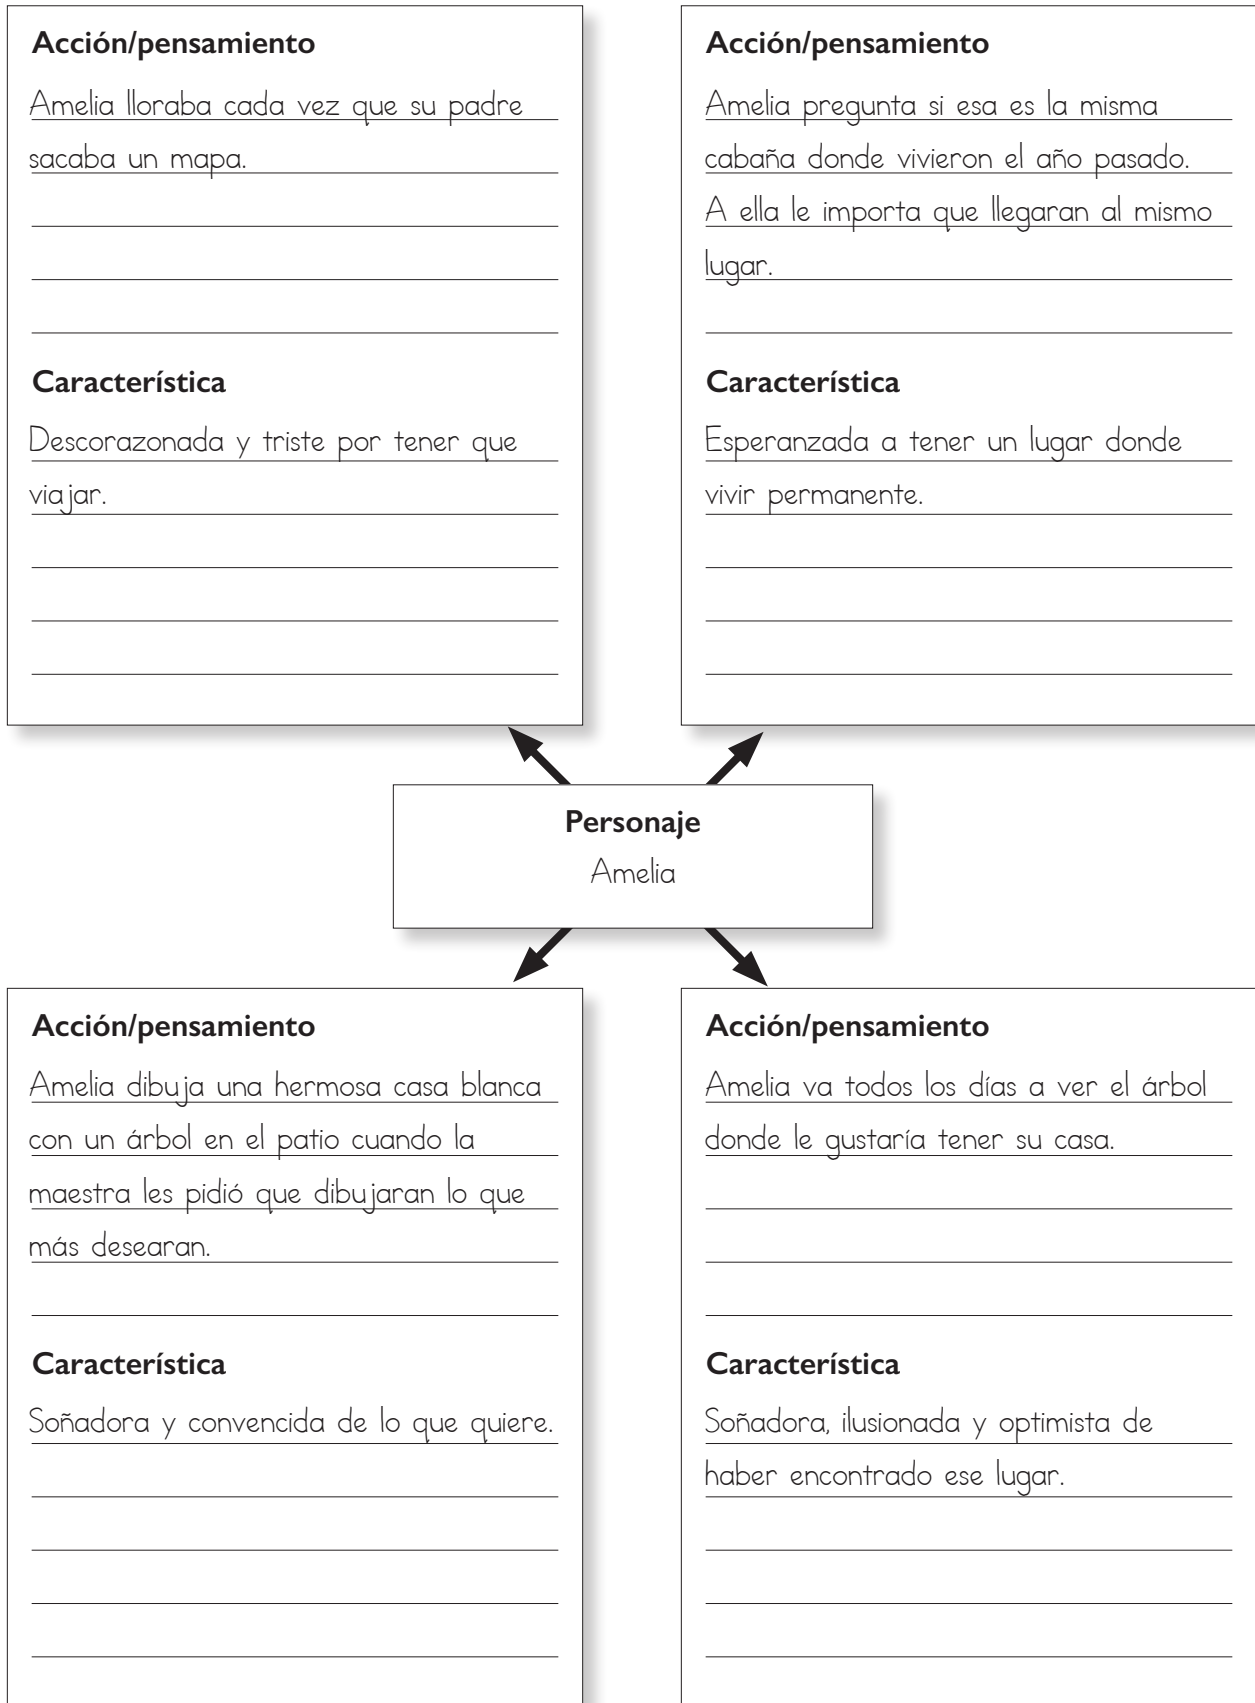 Acción/pensamiento
Amelia lloraba cada vez que su padre
sacaba un mapa.
Característica
Descorazonada y triste por tener que
viajar.
Acción/pensamiento
Amelia pregunta si esa es la misma
cabaña donde vivieron el año pasado.
A ella le importa que llegaran al mismo
lugar.
Característica
Esperanzada a tener un lugar donde
vivir permanente.
Personaje
Amelia
Acción/pensamiento
Amelia dibuja una hermosa casa blanca
con un árbol en el patio cuando la
maestra les pidió que dibujaran lo que
más desearan.
Característica
Soñadora y convencida de lo que quiere.
Acción/pensamiento
Amelia va todos los días a ver el árbol
donde le gustaría tener su casa.
Característica
Soñadora, ilusionada y optimista de
haber encontrado ese lugar.